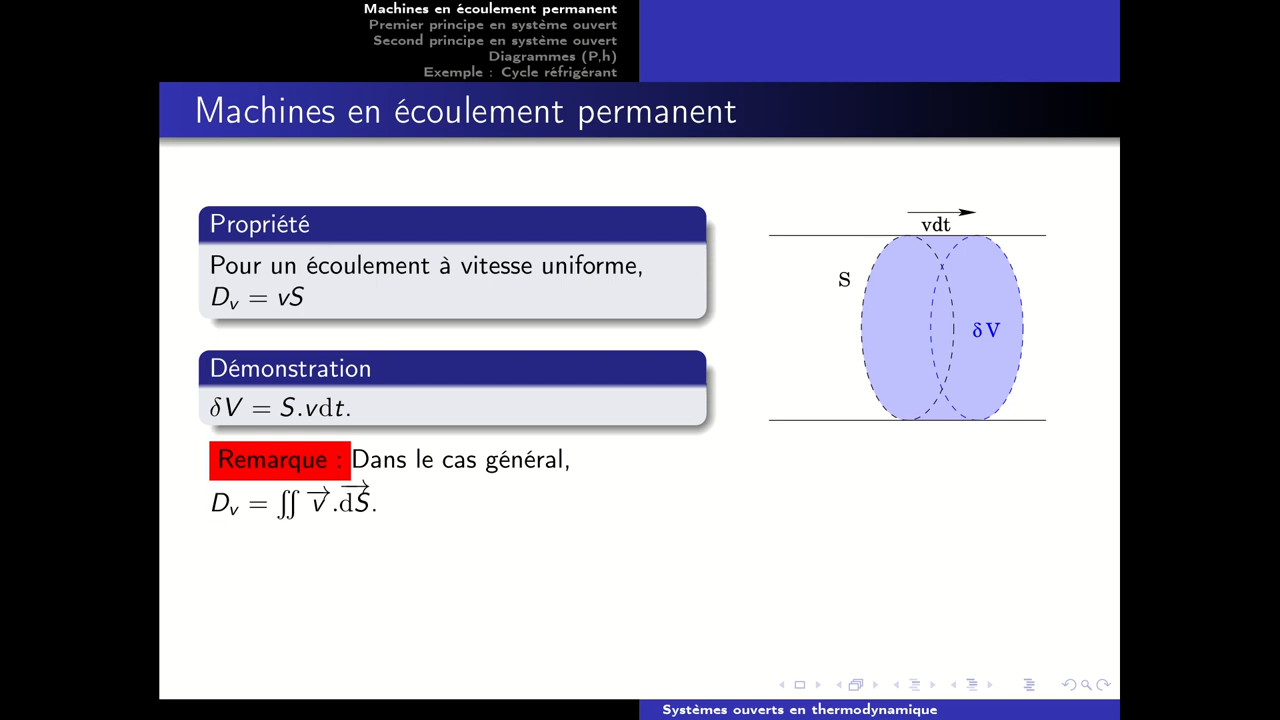 Machines en écoulement permanent
Premier principe en système ouvert
Second principe en système ouvert
Diagrammes (P,h)
Exemple : Cycle réfrigérant
Machines en écoulement permanent
Propriété
Pour un écoulement à vitesse uniforme,
D_v = vS
Démonstration
δV = S.vdt.
Remarque : Dans le cas général,
D_v = ∬ v⃗.dS⃗.
vdt
S
δV
Systèmes ouverts en thermodynamique